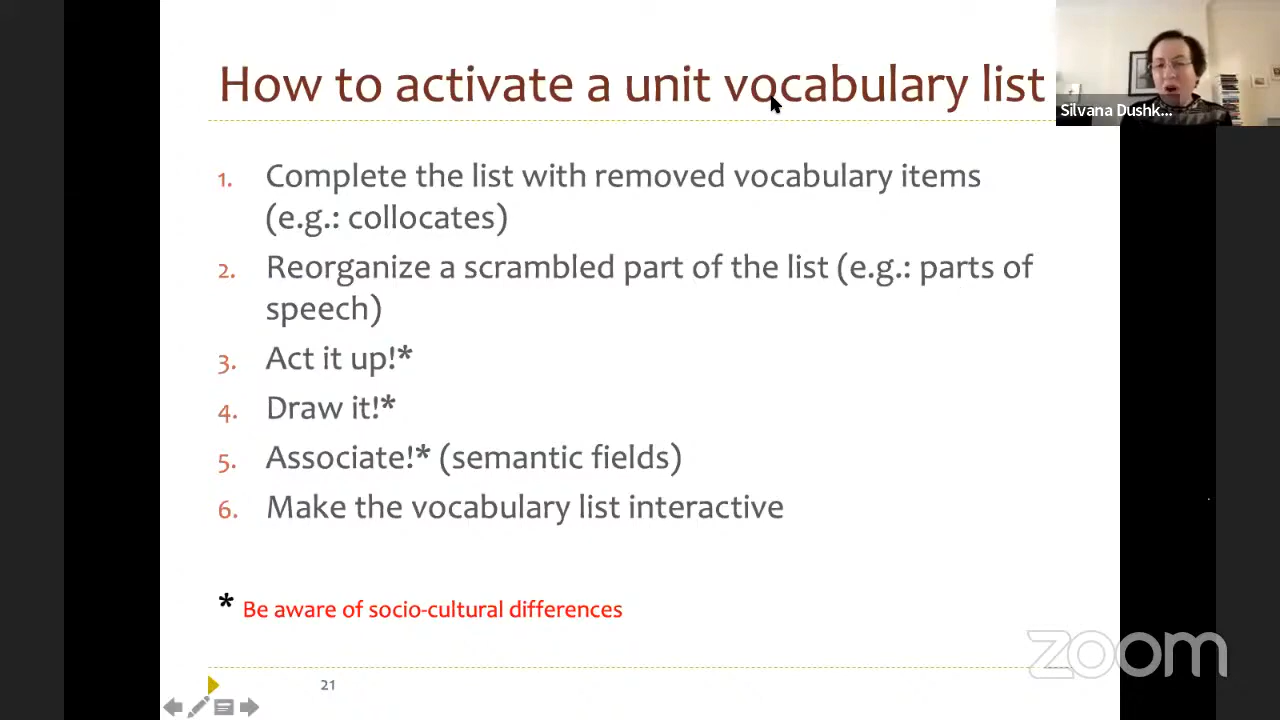 How to activate a unit vocabulary list
Silvana Dushk...
1. Complete the list with removed vocabulary items
(e.g.: collocates)
2. Reorganize a scrambled part of the list (e.g.: parts of
speech)
3. Act it up!*
4. Draw it!*
5. Associate!* (semantic fields)
6. Make the vocabulary list interactive
* Be aware of socio-cultural differences
zoom
21